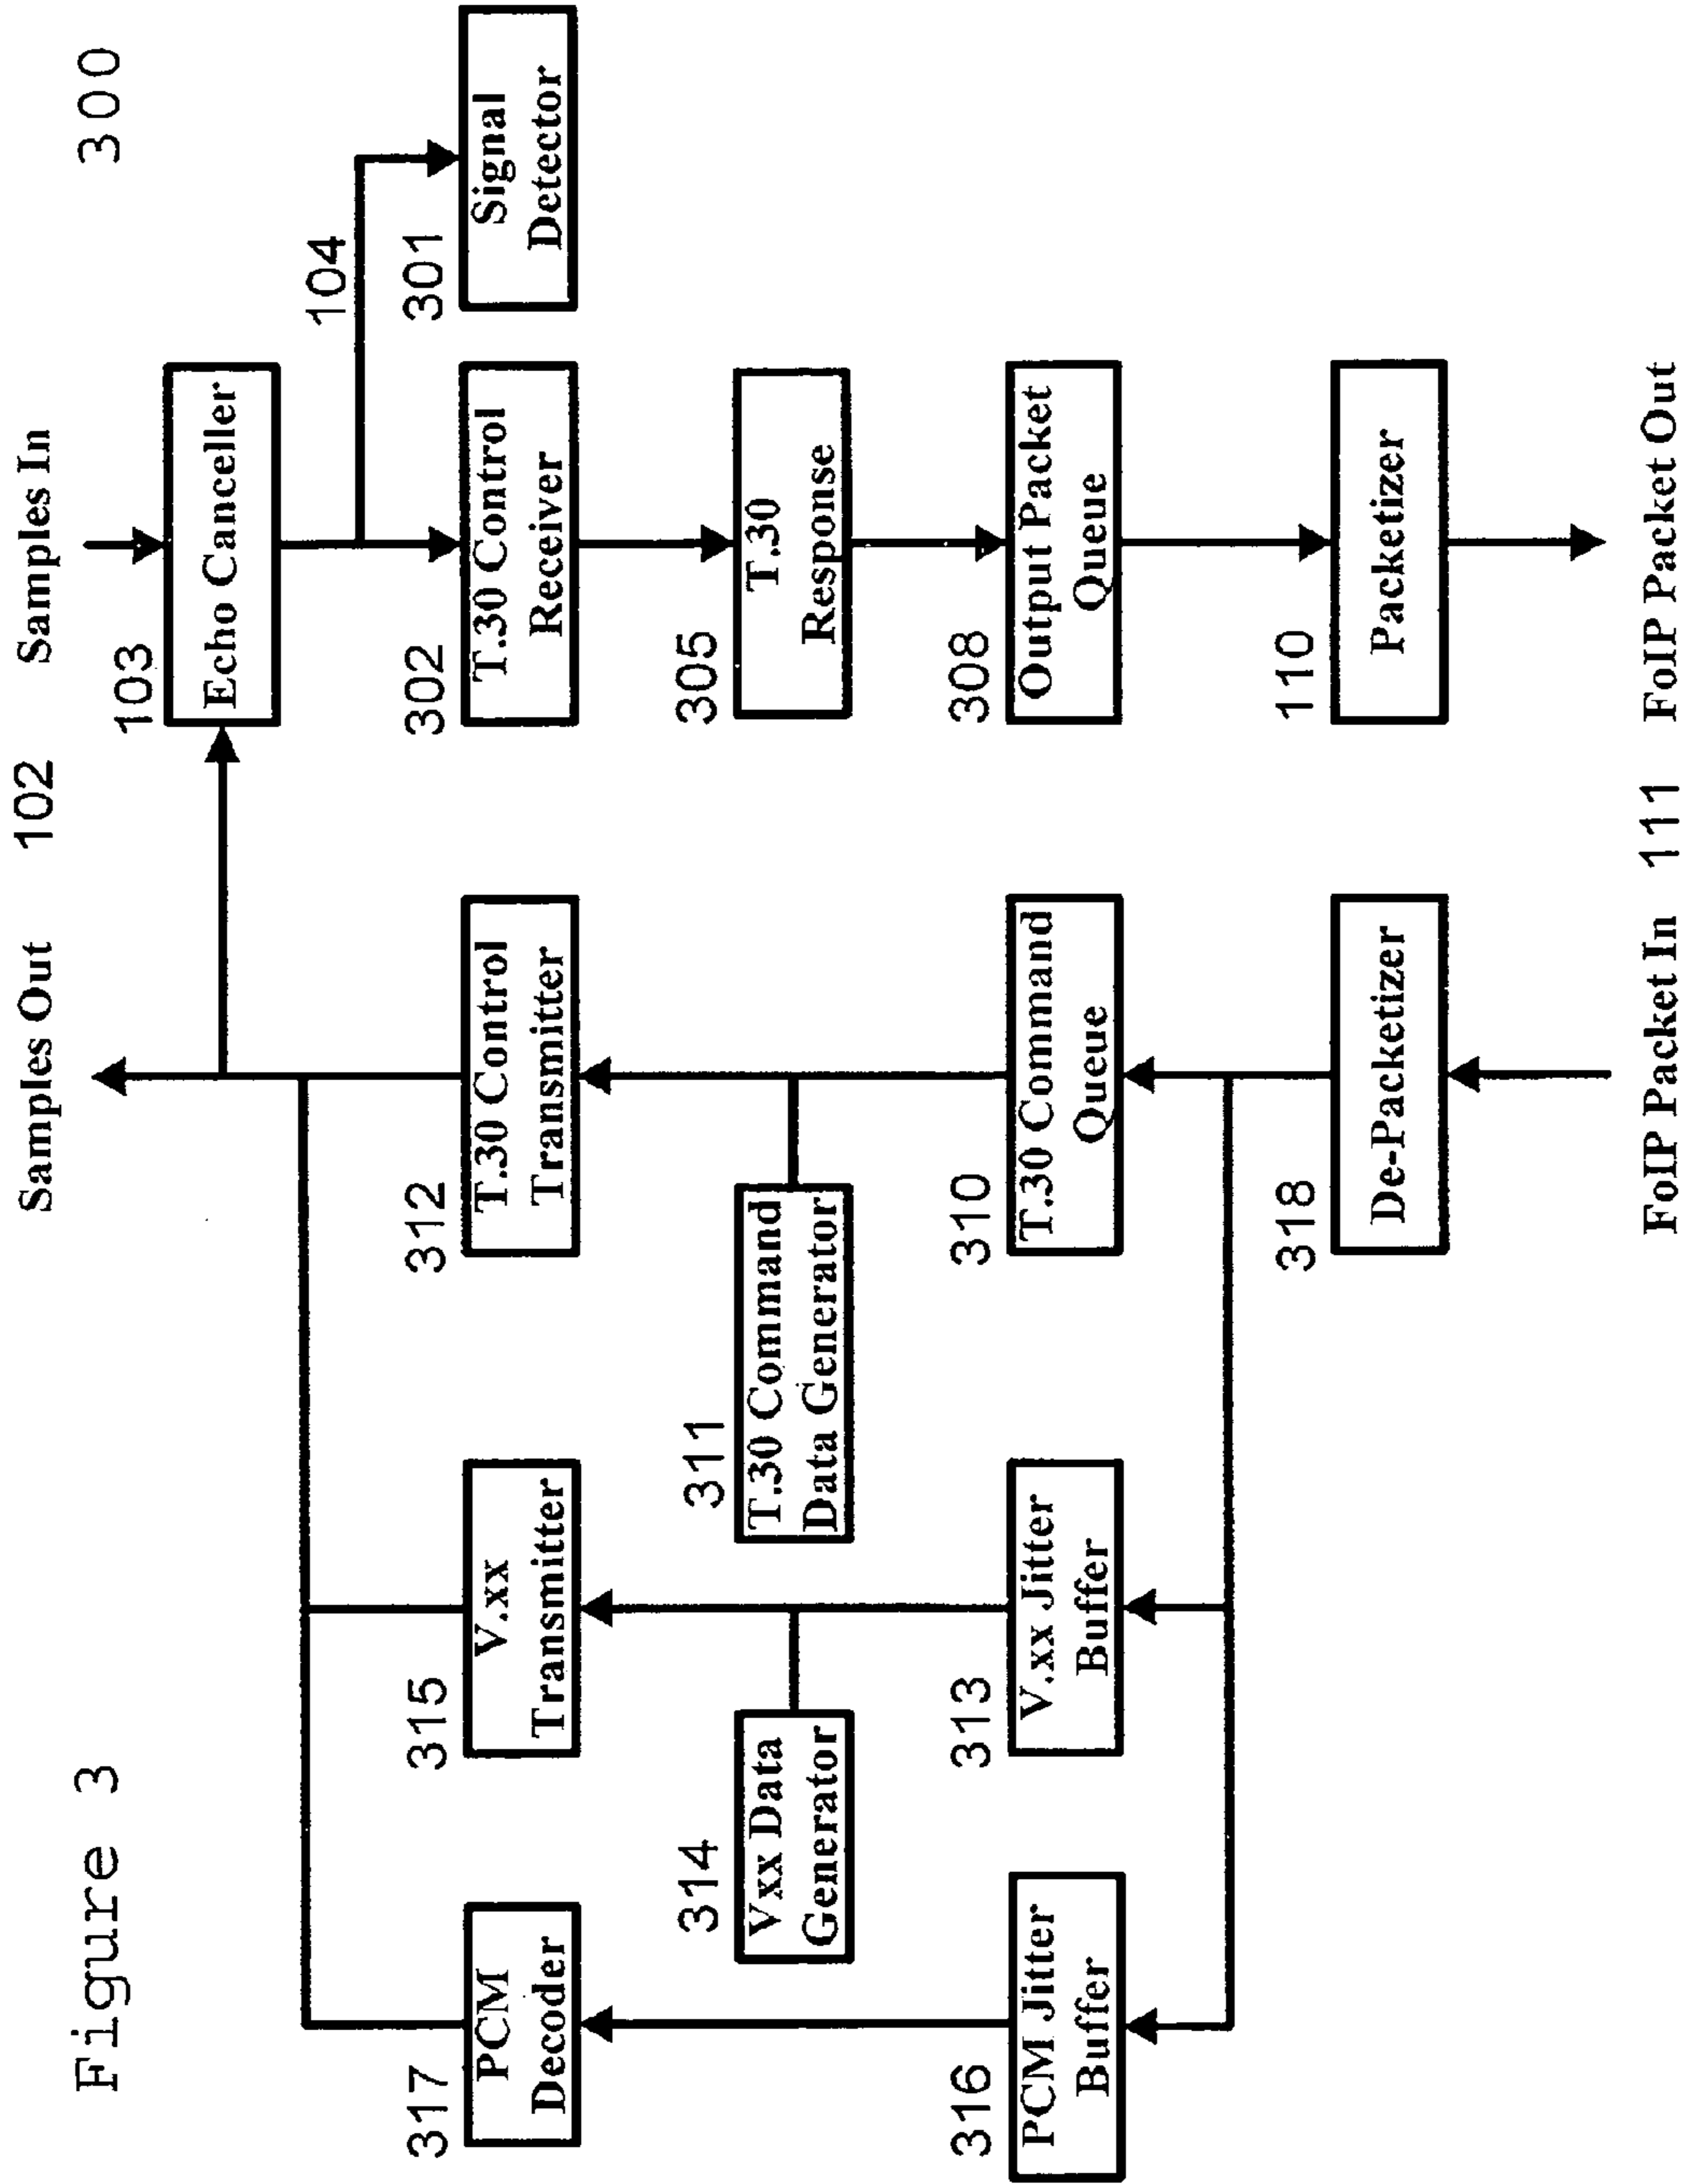 Figure 3
300
Samples Out
102
Samples In
103
Echo Canceller
104
317
PCM
Decoder
315
V.xx
Transmitter
312
T.30 Control
Transmitter
302
T.30 Control
Receiver
301
Signal
Detector
314
Vxx Data
Generator
311
T.30 Command
Data Generator
305
T.30
Response
316
PCM Jitter
Buffer
313
V.xx Jitter
Buffer
310
T.30 Command
Queue
308
Output Packet
Queue
318
De-Packetizer
110
Packetizer
FoIP Packet In
111
FoIP Packet Out